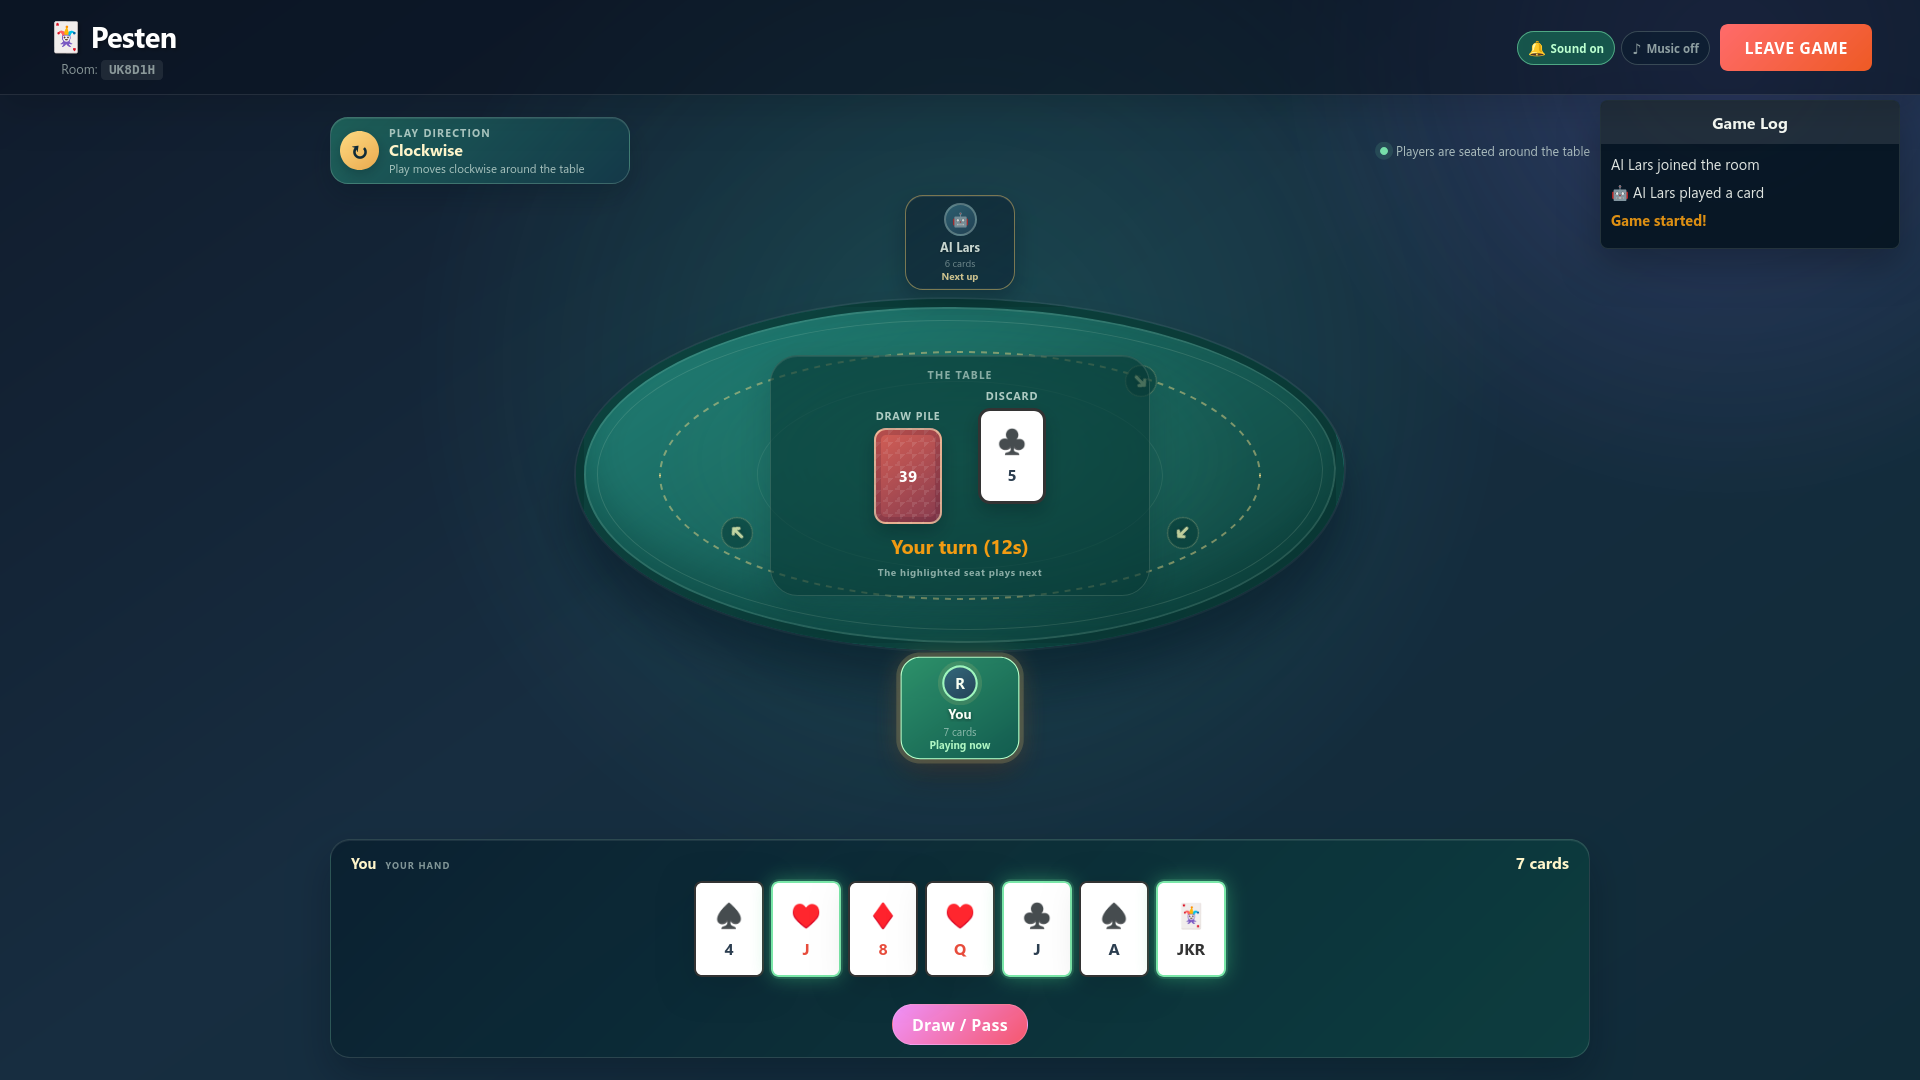 Pesten
Room: UK8D1H
Sound on
Music off
LEAVE GAME
PLAY DIRECTION
Clockwise
Play moves clockwise around the table
Players are seated around the table
Game Log
AI Lars joined the room
AI Lars played a card
Game started!
AI Lars
6 cards
Next up
THE TABLE
DRAW PILE
39
DISCARD
5
Your turn (12s)
The highlighted seat plays next
R
You
7 cards
Playing now
You YOUR HAND
7 cards
4 J 8 Q J A JKR
Draw / Pass